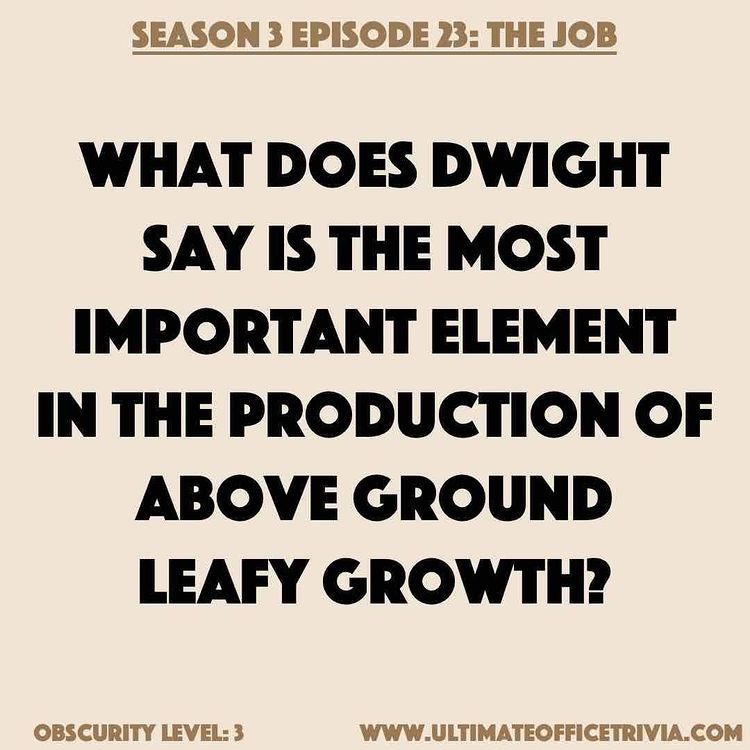 SEASON 3 EPISODE 23: THE JOB
WHAT DOES DWIGHT
SAY IS THE MOST
IMPORTANT ELEMENT
IN THE PRODUCTION OF
ABOVE GROUND
LEAFY GROWTH?
OBSCURITY LEVEL: 3
WWW.ULTIMATEOFFICETRIVIA.COM